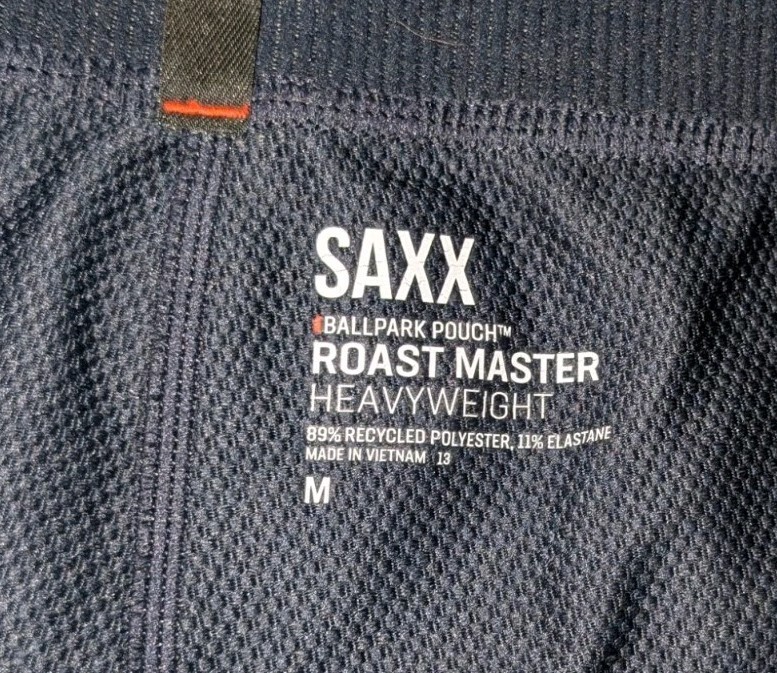 SAXX
BALLPARK POUCH™
ROAST MASTER
HEAVYWEIGHT
89% RECYCLED POLYESTER, 11% ELASTANE
MADE IN VIETNAM 13
M